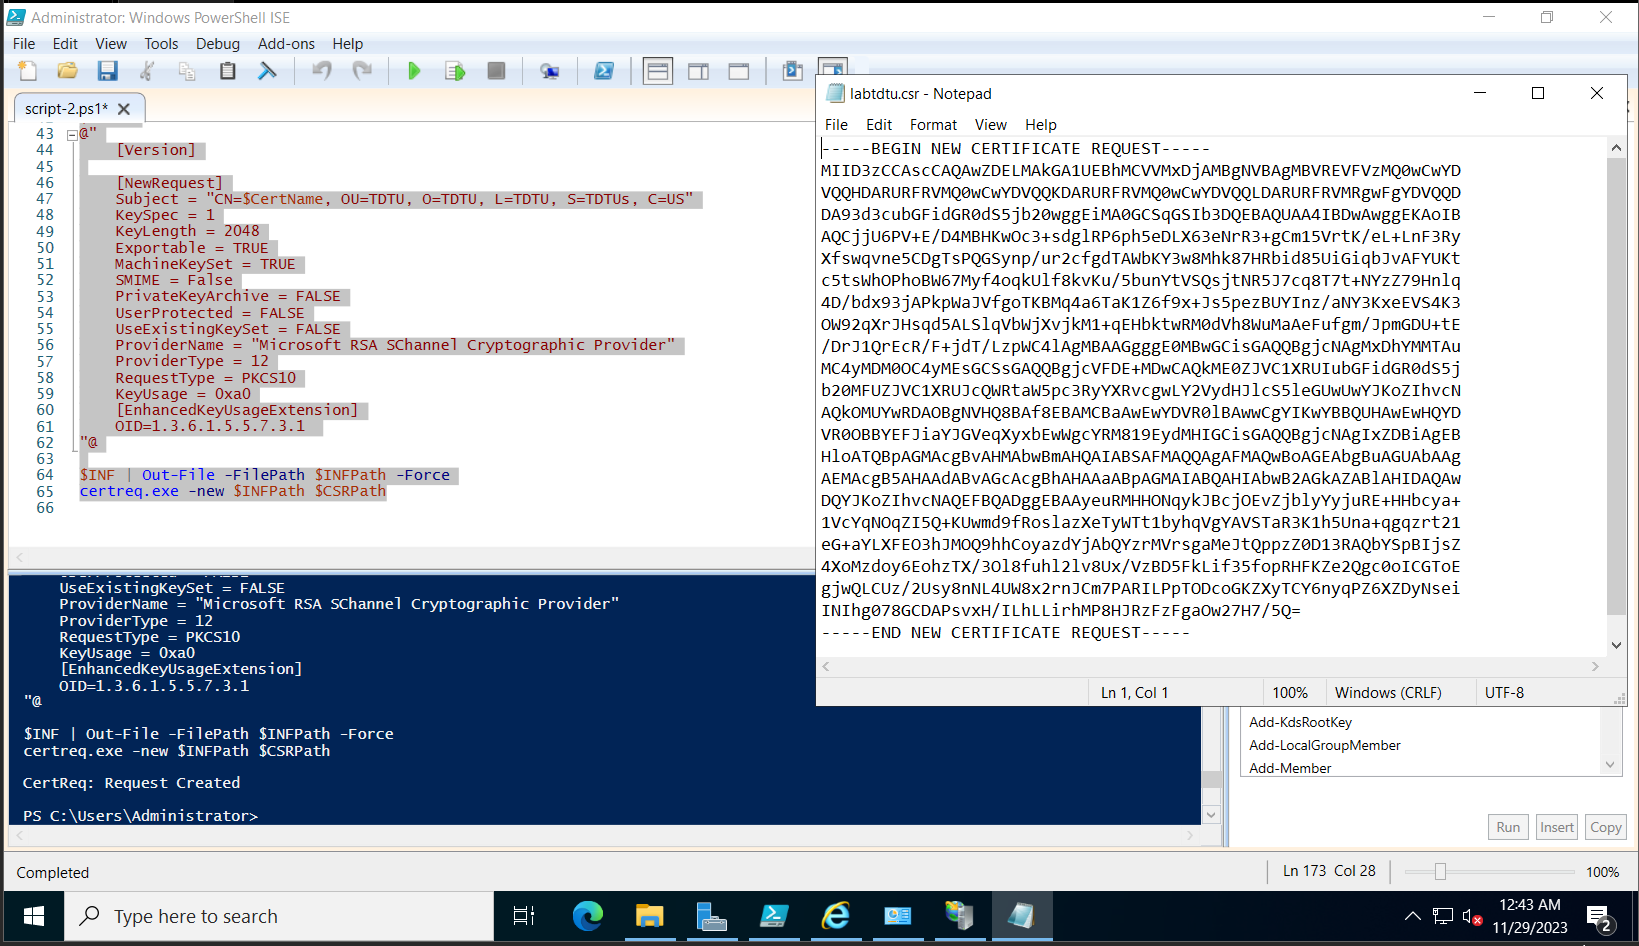 Administrator: Windows PowerShell ISE
File Edit View Tools Debug Add-ons Help
script-2.ps1*
43 @"
44 [Version]
45
46 [NewRequest]
47 Subject = "CN=$CertName, OU=TDTU, O=TDTU, L=TDTU, S=TDTUs, C=US"
48 KeySpec = 1
49 KeyLength = 2048
50 Exportable = TRUE
51 MachineKeySet = TRUE
52 SMIME = False
53 PrivateKeyArchive = FALSE
54 UserProtected = FALSE
55 UseExistingKeySet = FALSE
56 ProviderName = "Microsoft RSA SChannel Cryptographic Provider"
57 ProviderType = 12
58 RequestType = PKCS10
59 KeyUsage = 0xa0
60 [EnhancedKeyUsageExtension]
61 OID=1.3.6.1.5.5.7.3.1
62 "@
63
64 $INF | Out-File -FilePath $INFPath -Force
65 certreq.exe -new $INFPath $CSRPath
66
UseExistingKeySet = FALSE
ProviderName = "Microsoft RSA SChannel Cryptographic Provider"
ProviderType = 12
RequestType = PKCS10
KeyUsage = 0xa0
[EnhancedKeyUsageExtension]
OID=1.3.6.1.5.5.7.3.1
"@
$INF | Out-File -FilePath $INFPath -Force
certreq.exe -new $INFPath $CSRPath
CertReq: Request Created
PS C:\Users\Administrator>
labtdtu.csr - Notepad
File Edit Format View Help
-----BEGIN NEW CERTIFICATE REQUEST-----
MIID3zCCAscCAQAwZDELMAkGA1UEBhMCVVMxDjAMBgNVBAgMBVREVFVzMQ0wCwYD
VQQHDARURFRVMQ0wCwYDVQQKDARURFRVMQ0wCwYDVQQLDARURFRVMRgwFgYDVQQD
DA93d3cubGFidGR0dS5jb20wggEiMA0GCSqGSIb3DQEBAQUAA4IBDwAwggEKAoIB
AQCjjU6PV+E/D4MBHKwOc3+sdglRP6ph5eDLX63eNrR3+gCm15VrtK/eL+LnF3Ry
Xfswqvne5CDgTsPQGSynp/ur2cfgdTAWbKY3w8Mhk87HRbid85UiGiqbJvAFYUKt
c5tsWhOPhoBW67Myf4oqkUlf8kvKu/5bunYtVSQsjtNR5J7cq8T7t+NYzZ79Hnlq
4D/bdx93jAPkpWaJVfgoTKBMq4a6TaK1Z6f9x+Js5pezBUYInz/aNY3KxeEVS4K3
OW92qXrJHsqd5ALSlqVbWjXvjkM1+qEHbktwRM0dVh8WuMaAeFufgm/JpmGDU+tE
/DrJ1QrEcR/F+jdT/LzpWC4lAgMBAAGgggE0MBwGCisGAQQBgjcNAgMxDhYMMTAu
MC4yMDM0OC4yMEsGCSsGAQQBgjcVFDE+MDwCAQkME0ZJVC1XRUIubGFidGR0dS5j
b20MFUZJVC1XRUJcQWRtaW5pc3RyYXRvcgwLY2VydHJlcS5leGUwUwYJKoZIhvcN
AQkOMUYwRDAOBgNVHQ8BAf8EBAMCBaAwEwYDVR0lBAwwCgYIKwYBBQUHAwEwHQYD
VR0OBBYEFJiaYJGVeqXyxbEwWgcYRM819EydMHIGCisGAQQBgjcNAgIxZDBiAgEB
HloATQBpAGMAcgBvAHMAbwBmAHQAIABSAFMAQQAgAFMAQwBoAGEAbgBuAGUAbAAg
AEMAcgB5AHAAdABvAGcAcgBhAHAAaABpAGMAIABQAHIAbwB2AGkAZABlAHIDAQAw
DQYJKoZIhvcNAQEFBQADggEBAAyeuRMHHONqykJBcjOEvZjblyYyjuRE+HHbcya+
1VcYqNOqZI5Q+KUwmd9fRoslazXeTyWTt1byhqVgYAVSTaR3K1h5Una+qgqzrt21
eG+aYLXFEO3hJMOQ9hhCoyazdYjAbQYzrMVrsgaMeJtQppzZ0D13RAQbYSpBIjsZ
4XoMzdoy6EohzTX/3Ol8fuhl2lv8Ux/VzBD5FkLif35fopRHFKZe2Qgc0oICGToE
gjwQLCUz/2Usy8nNL4UW8x2rnJCm7PARILPpTODcoGKZXyTCY6nyqPZ6XZDyNsei
INIhg078GCDAPsvxH/ILhLLirhMP8HJRzFzFgaOw27H7/5Q=
-----END NEW CERTIFICATE REQUEST-----
Ln 1, Col 1 100% Windows (CRLF) UTF-8
Add-KdsRootKey
Add-LocalGroupMember
Add-Member
Run Insert Copy
Completed Ln 173 Col 28 100%
Type here to search
12:43 AM
11/29/2023
2